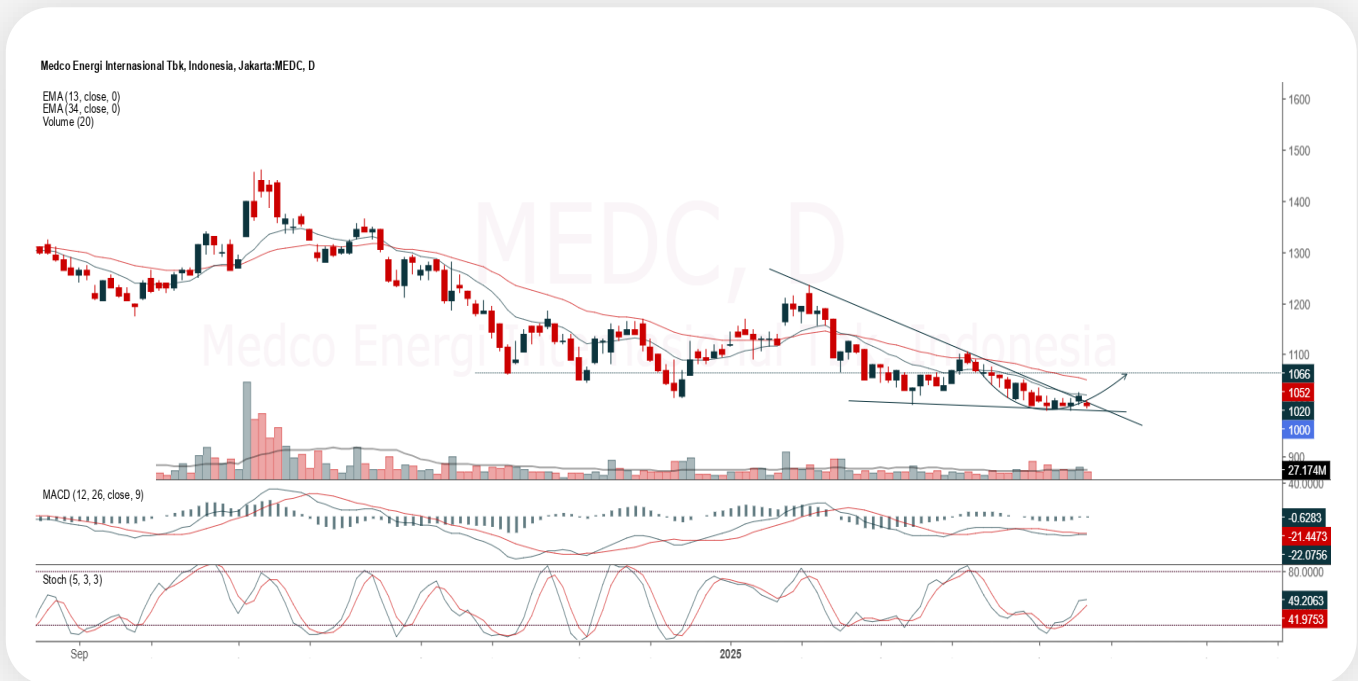 Medco Energi Internasional Tbk, Indonesia, Jakarta:MEDC, D
EMA (13, close, 0)
EMA (34, close, 0)
Volume (20)
MEDC, D
Medco Energi Internasional Tbk, Indonesia
1600
1500
1400
1300
1200
1100
1066
1052
1020
1000
900
27.174M
40.0000
MACD (12, 26, close, 9)
-0.6283
-21.4473
-22.0756
Stoch (5, 3, 3)
80.0000
49.2063
41.9753
Sep
2025